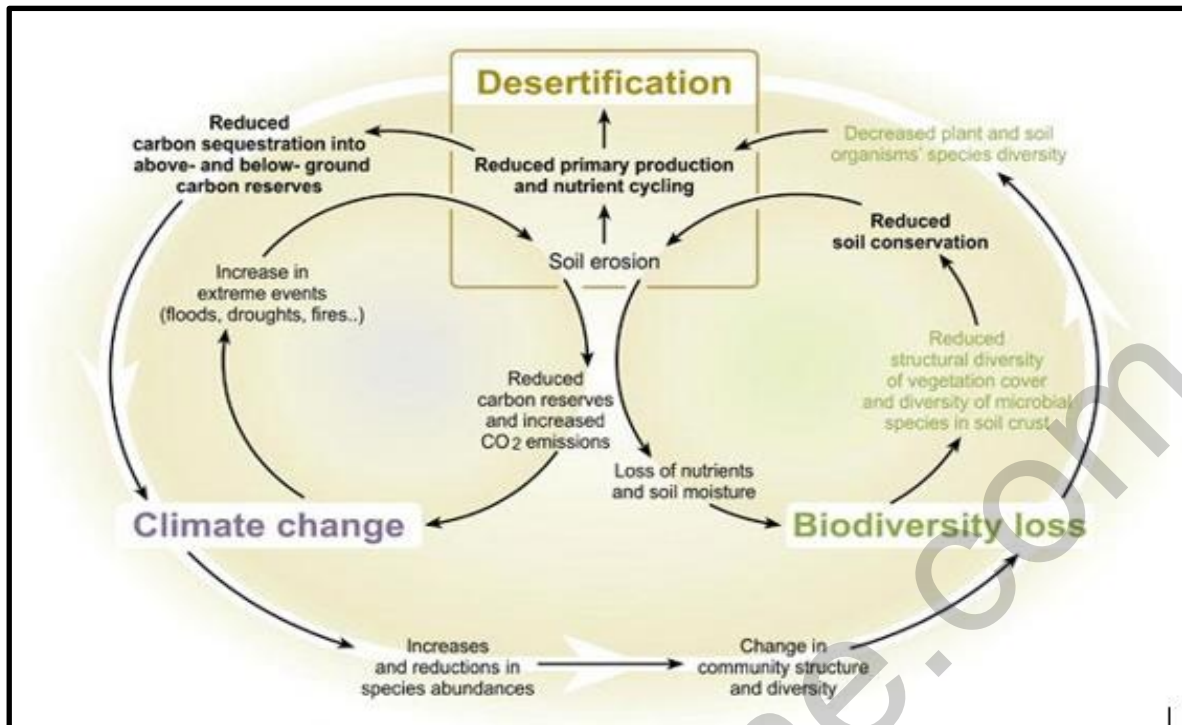 Desertification
Reduced
carbon sequestration into
above- and below- ground
carbon reserves
Reduced primary production
and nutrient cycling
Decreased plant and soil
organisms' species diversity
Reduced
soil conservation
Soil erosion
Increase in
extreme events
(floods, droughts, fires..)
Reduced
structural diversity
of vegetation cover
and diversity of microbial
species in soil crust
Reduced
carbon reserves
and increased
CO2 emissions
Loss of nutrients
and soil moisture
Climate change
Biodiversity loss
Increases
and reductions in
species abundances
Change in
community structure
and diversity
me.com